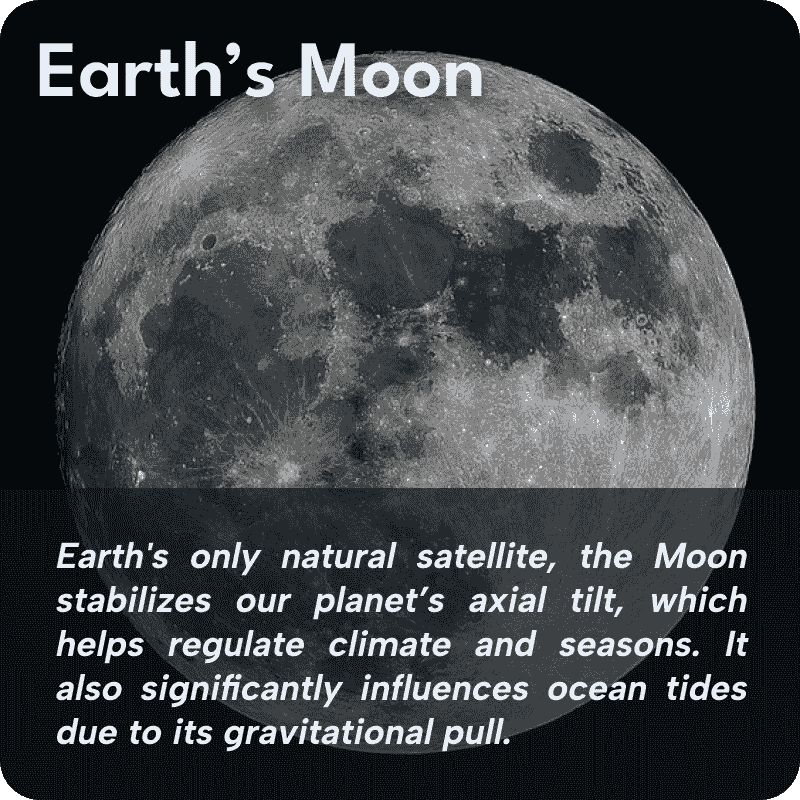 Earth’s Moon
Earth's only natural satellite, the Moon
stabilizes our planet’s axial tilt, which
helps regulate climate and seasons. It
also significantly influences ocean tides
due to its gravitational pull.